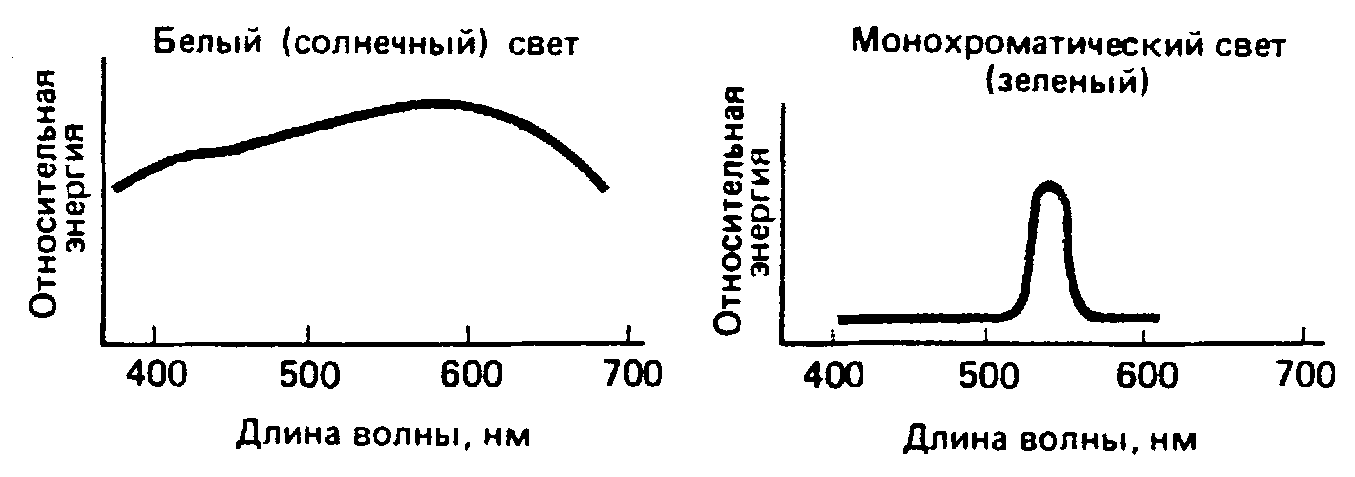 Белый (солнечный) свет
Относительная
энергия
400 500 600 700
Длина волны, нм
Монохроматический свет
(зеленый)
Относительная
энергия
400 500 600 700
Длина волны, нм